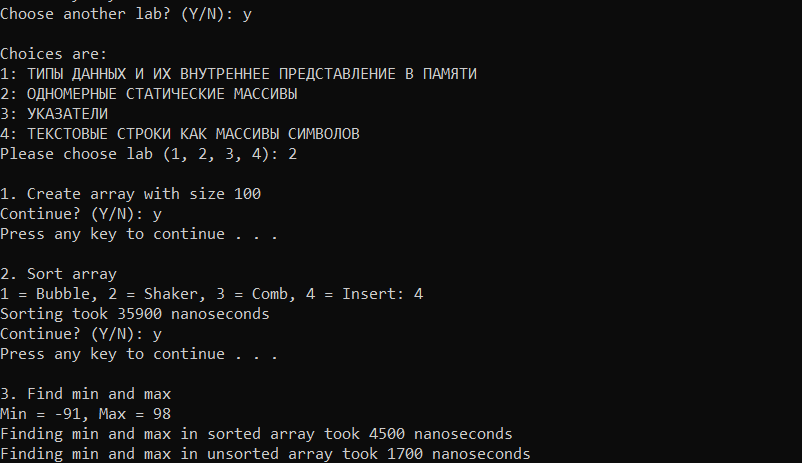 Choose another lab? (Y/N): y
Choices are:
1: ТИПЫ ДАННЫХ И ИХ ВНУТРЕННЕЕ ПРЕДСТАВЛЕНИЕ В ПАМЯТИ
2: ОДНОМЕРНЫЕ СТАТИЧЕСКИЕ МАССИВЫ
3: УКАЗАТЕЛИ
4: ТЕКСТОВЫЕ СТРОКИ КАК МАССИВЫ СИМВОЛОВ
Please choose lab (1, 2, 3, 4): 2
1. Create array with size 100
Continue? (Y/N): y
Press any key to continue . . .
2. Sort array
1 = Bubble, 2 = Shaker, 3 = Comb, 4 = Insert: 4
Sorting took 35900 nanoseconds
Continue? (Y/N): y
Press any key to continue . . .
3. Find min and max
Min = -91, Max = 98
Finding min and max in sorted array took 4500 nanoseconds
Finding min and max in unsorted array took 1700 nanoseconds